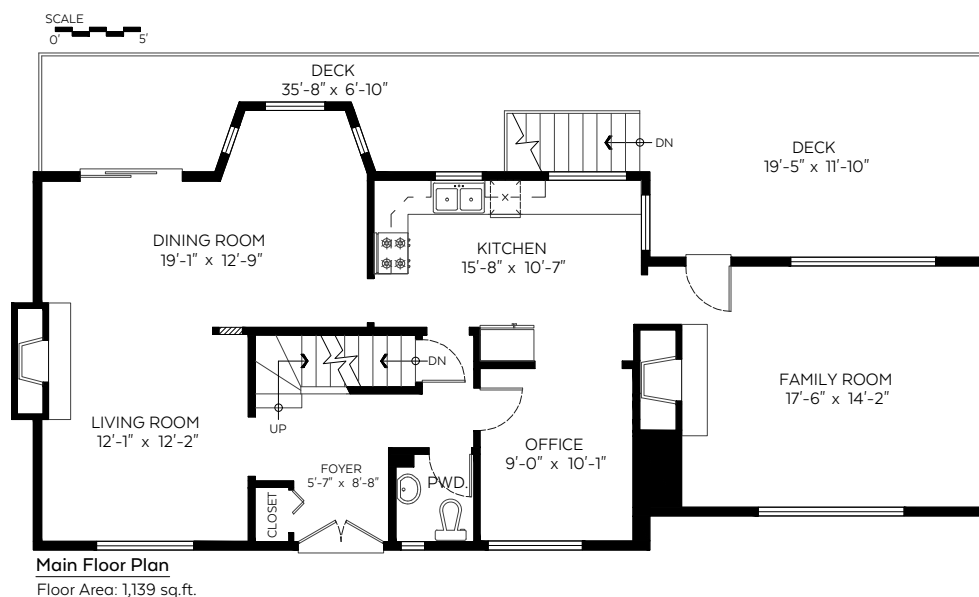 SCALE
0' 5'
DECK
35'-8" x 6'-10"
DN
DECK
19'-5" x 11'-10"
DINING ROOM
19'-1" x 12'-9"
KITCHEN
15'-8" x 10'-7"
X
DN
FAMILY ROOM
17'-6" x 14'-2"
LIVING ROOM
12'-1" x 12'-2"
UP
OFFICE
9'-0" x 10'-1"
FOYER
5'-7" x 8'-8"
PWD.
CLOSET
Main Floor Plan
Floor Area: 1,139 sq.ft.